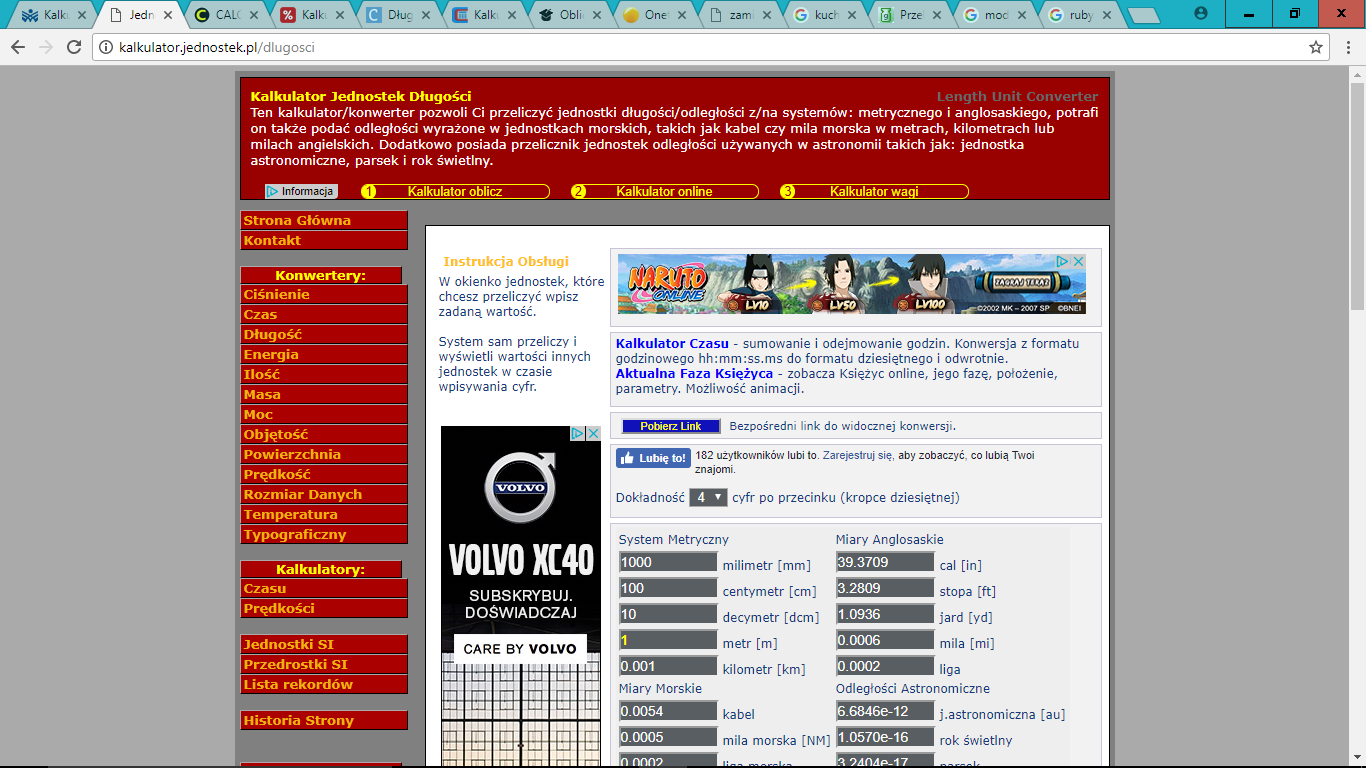 Kalku
Jedn
CALC
Kalku
Dług
Kalku
Oblic
One
zami
kuch
Prze
mod
ruby
kalkulator.jednostek.pl/dlugosci
Kalkulator Jednostek Długości
Length Unit Converter
Ten kalkulator/konwerter pozwoli Ci przeliczyć jednostki długości/odległości z/na systemów: metrycznego i anglosaskiego, potrafi
on także podać odległości wyrażone w jednostkach morskich, takich jak kabel czy mila morska w metrach, kilometrach lub
milach angielskich. Dodatkowo posiada przelicznik jednostek odległości używanych w astronomii takich jak: jednostka
astronomiczne, parsek i rok świetlny.
Informacja
1 Kalkulator oblicz
2 Kalkulator online
3 Kalkulator wagi
Strona Główna
Kontakt
Konwertery:
Ciśnienie
Czas
Długość
Energia
Ilość
Masa
Moc
Objętość
Powierzchnia
Prędkość
Rozmiar Danych
Temperatura
Typograficzny
Kalkulatory:
Czasu
Prędkości
Jednostki SI
Przedrostki SI
Lista rekordów
Historia Strony
Instrukcja Obsługi
W okienko jednostek, które
chcesz przeliczyć wpisz
zadaną wartość.
System sam przeliczy i
wyświetli wartości innych
jednostek w czasie
wpisywania cyfr.
VOLVO
VOLVO XC40
SUBSKRYBUJ.
DOŚWIADCZAJ
CARE BY VOLVO
NARUTO
ONLINE
LV10
LV50
LV100
ZAGRAJ TERAZ
©2002 MK – 2007 SP ©BNEI
Kalkulator Czasu - sumowanie i odejmowanie godzin. Konwersja z formatu
godzinowego hh:mm:ss.ms do formatu dziesiętnego i odwrotnie.
Aktualna Faza Księżyca - zobacza Księżyc online, jego fazę, położenie,
parametry. Możliwość animacji.
Pobierz Link
Bezpośredni link do widocznej konwersji.
Lubię to!
182 użytkowników lubi to. Zarejestruj się, aby zobaczyć, co lubią Twoi
znajomi.
Dokładność 4 cyfr po przecinku (kropce dziesiętnej)
System Metryczny
Miary Anglosaskie
1000 milimetr [mm]
39.3709 cal [in]
100 centymetr [cm]
3.2809 stopa [ft]
10 decymetr [dcm]
1.0936 jard [yd]
1 metr [m]
0.0006 mila [mi]
0.001 kilometr [km]
0.0002 liga
Miary Morskie
Odległości Astronomiczne
0.0054 kabel
6.6846e-12 j.astronomiczna [au]
0.0005 mila morska [NM]
1.0570e-16 rok świetlny
0.0002 liga morska
3.2404e-17 parsek